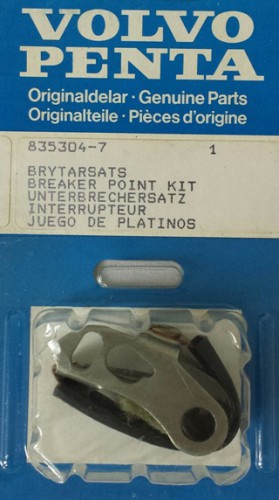 VOLVO
PENTA
Originaldelar · Genuine Parts
Originalteile · Pièces d'origine
835304-7 1
BRYTARSATS
BREAKER POINT KIT
UNTERBRECHERSATZ
INTERRUPTEUR
JUEGO DE PLATINOS